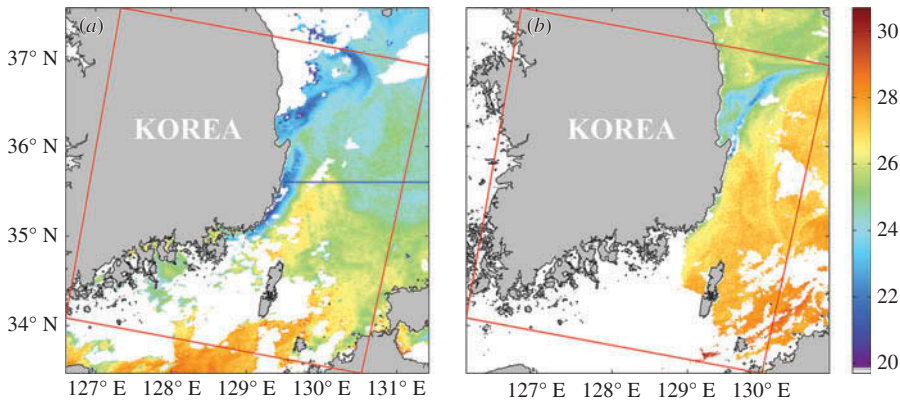 (a)
KOREA
37° N
36° N
35° N
34° N
127° E 128° E 129° E 130° E 131° E
(b)
KOREA
127° E 128° E 129° E 130° E
30
28
26
24
22
20